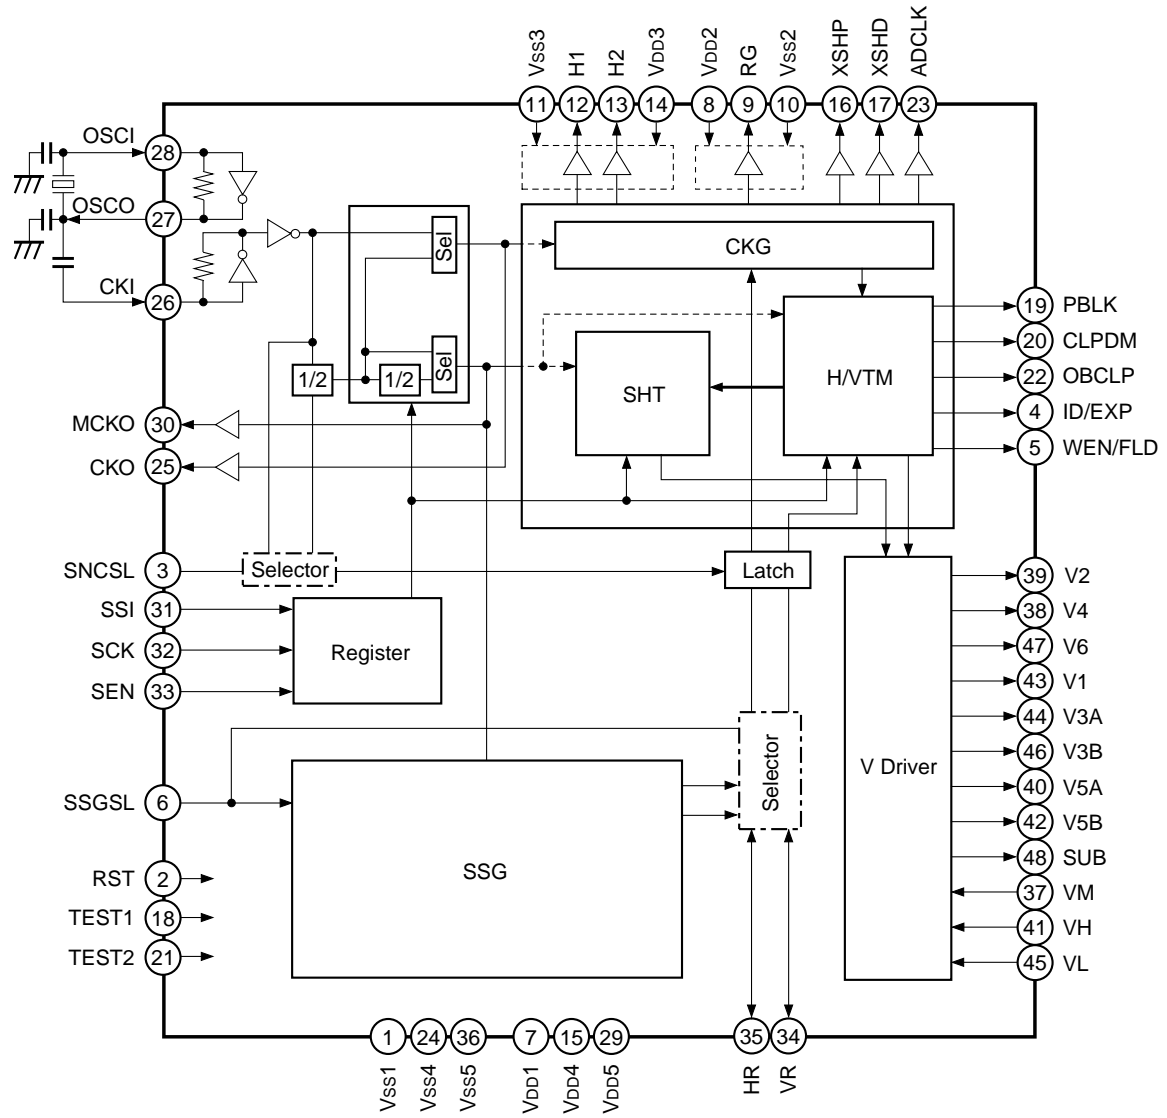 VSS3
H1
H2
VDD3
VDD2
RG
VSS2
XSHP
XSHD
ADCLK
11
12
13
14
8
9
10
16
17
23
OSCI
28
OSCO
27
CKI
26
Sel
CKG
1/2
1/2
Sel
SHT
H/VTM
19 PBLK
20 CLPDM
22 OBCLP
4 ID/EXP
5 WEN/FLD
MCKO 30
CKO 25
SNCSL 3
Selector
Latch
SSI 31
SCK 32
SEN 33
Register
39 V2
38 V4
47 V6
43 V1
44 V3A
46 V3B
40 V5A
42 V5B
48 SUB
37 VM
41 VH
45 VL
V Driver
Selector
SSGSL 6
SSG
RST 2
TEST1 18
TEST2 21
1
24
36
7
15
29
35
34
VSS1
VSS4
VSS5
VDD1
VDD4
VDD5
HR
VR